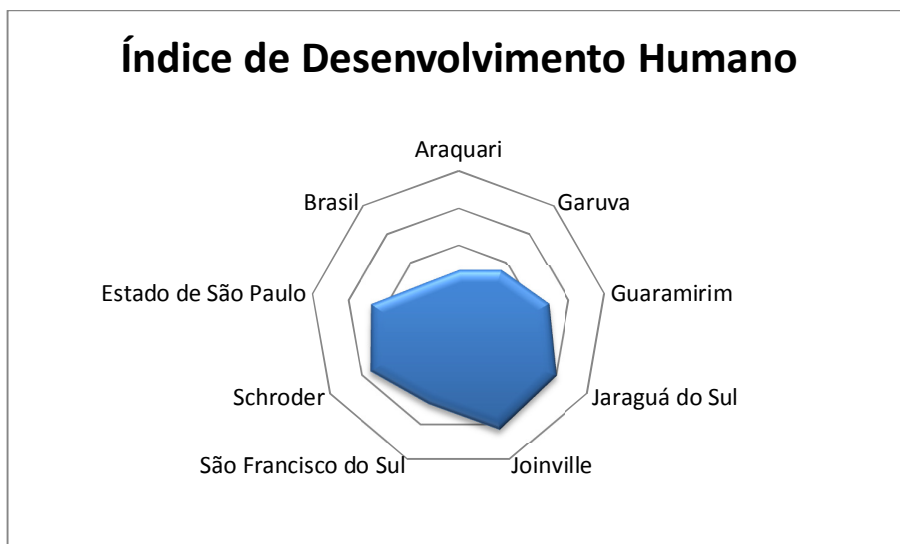 Índice de Desenvolvimento Humano
Araquari
Garuva
Guaramirim
Jaraguá do Sul
Joinville
São Francisco do Sul
Schroder
Estado de São Paulo
Brasil